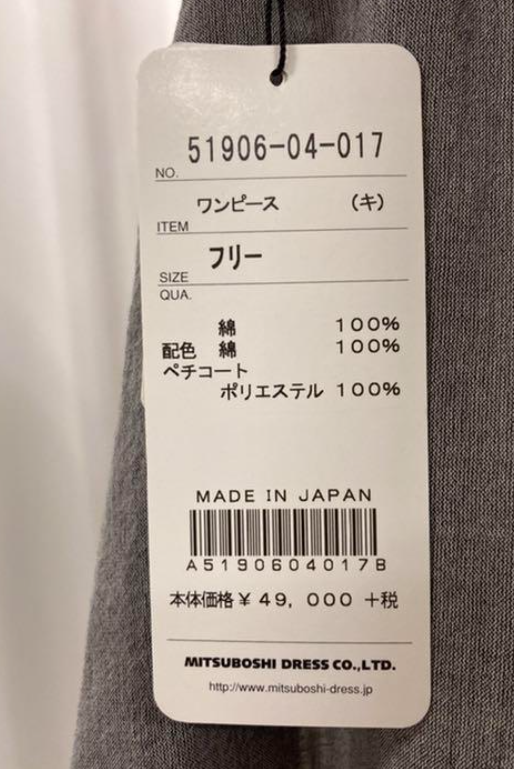 51906-04-017
NO.
ワンピース (キ)
ITEM
フリー
SIZE
QUA.
綿 100%
配色 綿 100%
ペチコート
ポリエステル 100%
MADE IN JAPAN
A5190604017B
本体価格¥49,000 +税
MITSUBOSHI DRESS CO.,LTD.
http://www.mitsuboshi-dress.jp